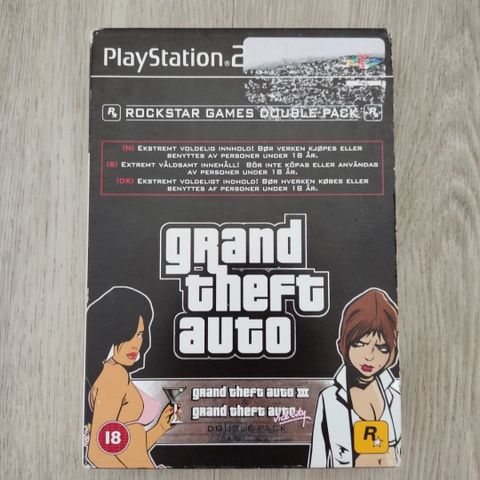 PlayStation®2
R★ ROCKSTAR GAMES DOUBLE PACK R★
(N) EKSTREMT VOLDELIG INNHOLD! BØR VERKEN KJØPES ELLER
BENYTTES AV PERSONER UNDER 18 ÅR.
(S) EXTREMT VÅLDSAMT INNEHÅLL! BÖR INTE KÖPAS ELLER ANVÄNDAS
AV PERSONER UNDER 18 ÅR.
(DK) EKSTREMT VOLDELIGT INDHOLD! BØR HVERKEN KØBES ELLER
BENYTTES AF PERSONER UNDER 18 ÅR.
grand
theft
auto
grand theft auto III
grand theft auto Vice City
DOUBLE PACK
18
R★